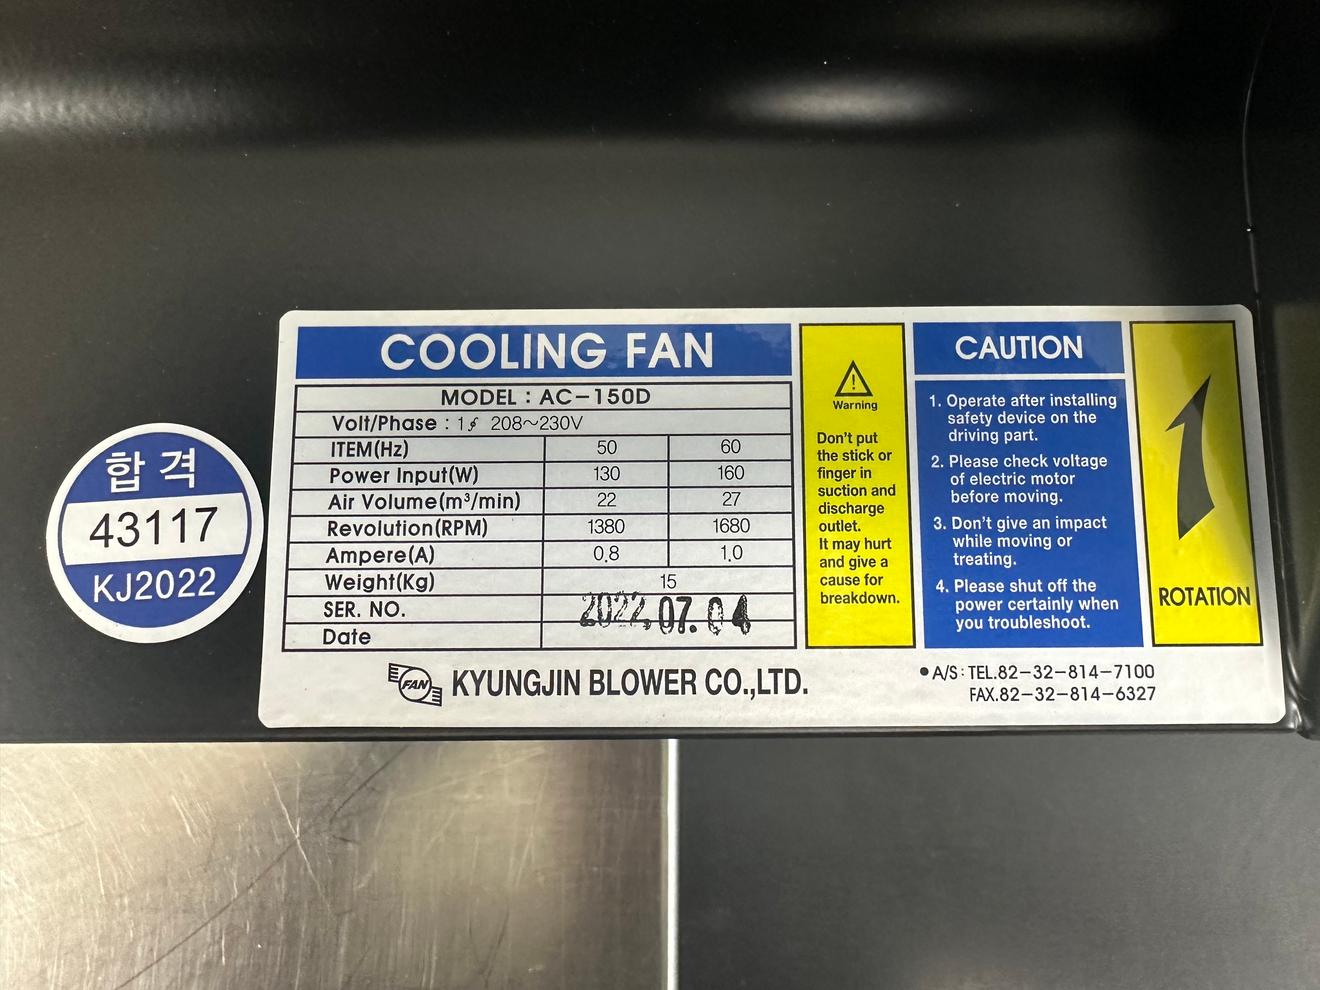 합격
43117
KJ2022
COOLING FAN
MODEL : AC-150D
Volt/Phase : 1∮ 208~230V
ITEM(Hz) 50 60
Power Input(W) 130 160
Air Volume(m³/min) 22 27
Revolution(RPM) 1380 1680
Ampere(A) 0.8 1.0
Weight(Kg) 15
SER. NO.
2022.07.04
Date
FAN
KYUNGJIN BLOWER CO.,LTD.
Warning
Don't put
the stick or
finger in
suction and
discharge
outlet.
It may hurt
and give a
cause for
breakdown.
CAUTION
1. Operate after installing
safety device on the
driving part.
2. Please check voltage
of electric motor
before moving.
3. Don't give an impact
while moving or
treating.
4. Please shut off the
power certainly when
you troubleshoot.
ROTATION
•A/S : TEL.82-32-814-7100
FAX.82-32-814-6327